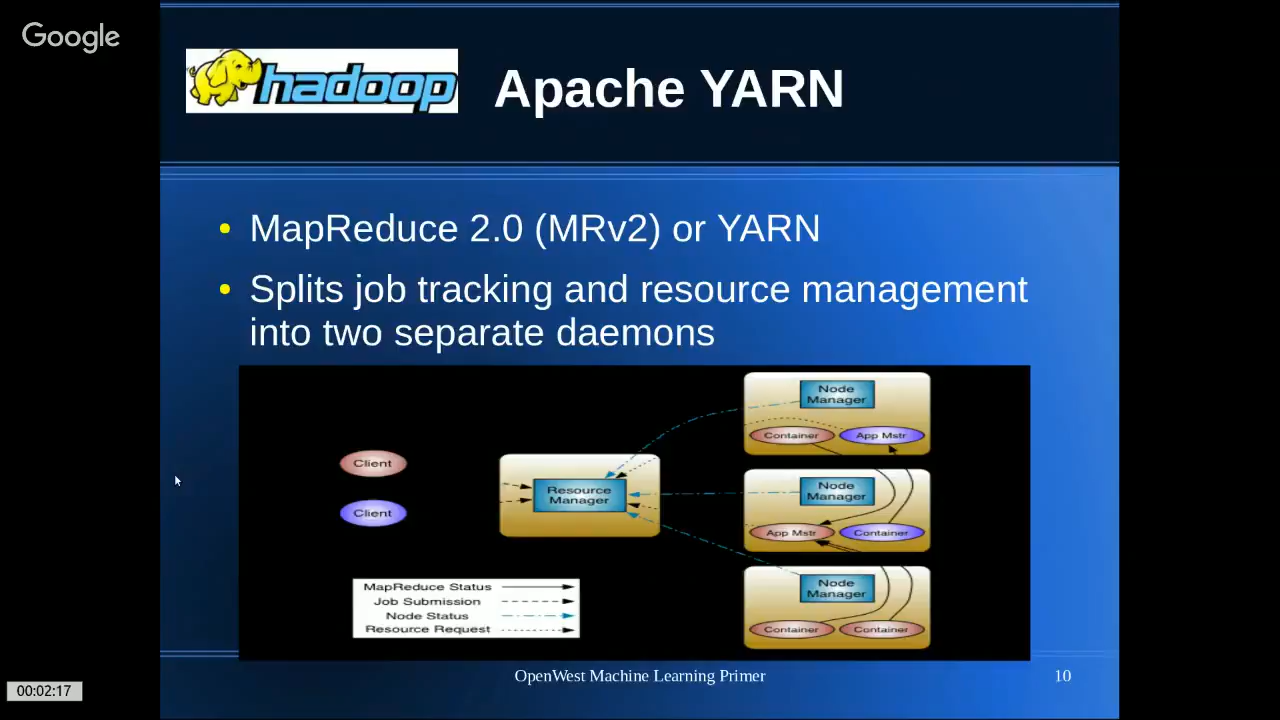 Google
hadoop
Apache YARN
MapReduce 2.0 (MRv2) or YARN
Splits job tracking and resource management
into two separate daemons
Client
Client
Resource
Manager
Node
Manager
Container
App Mstr
Node
Manager
App Mstr
Container
Node
Manager
Container
Container
MapReduce Status
Job Submission
Node Status
Resource Request
OpenWest Machine Learning Primer
10
00:02:17